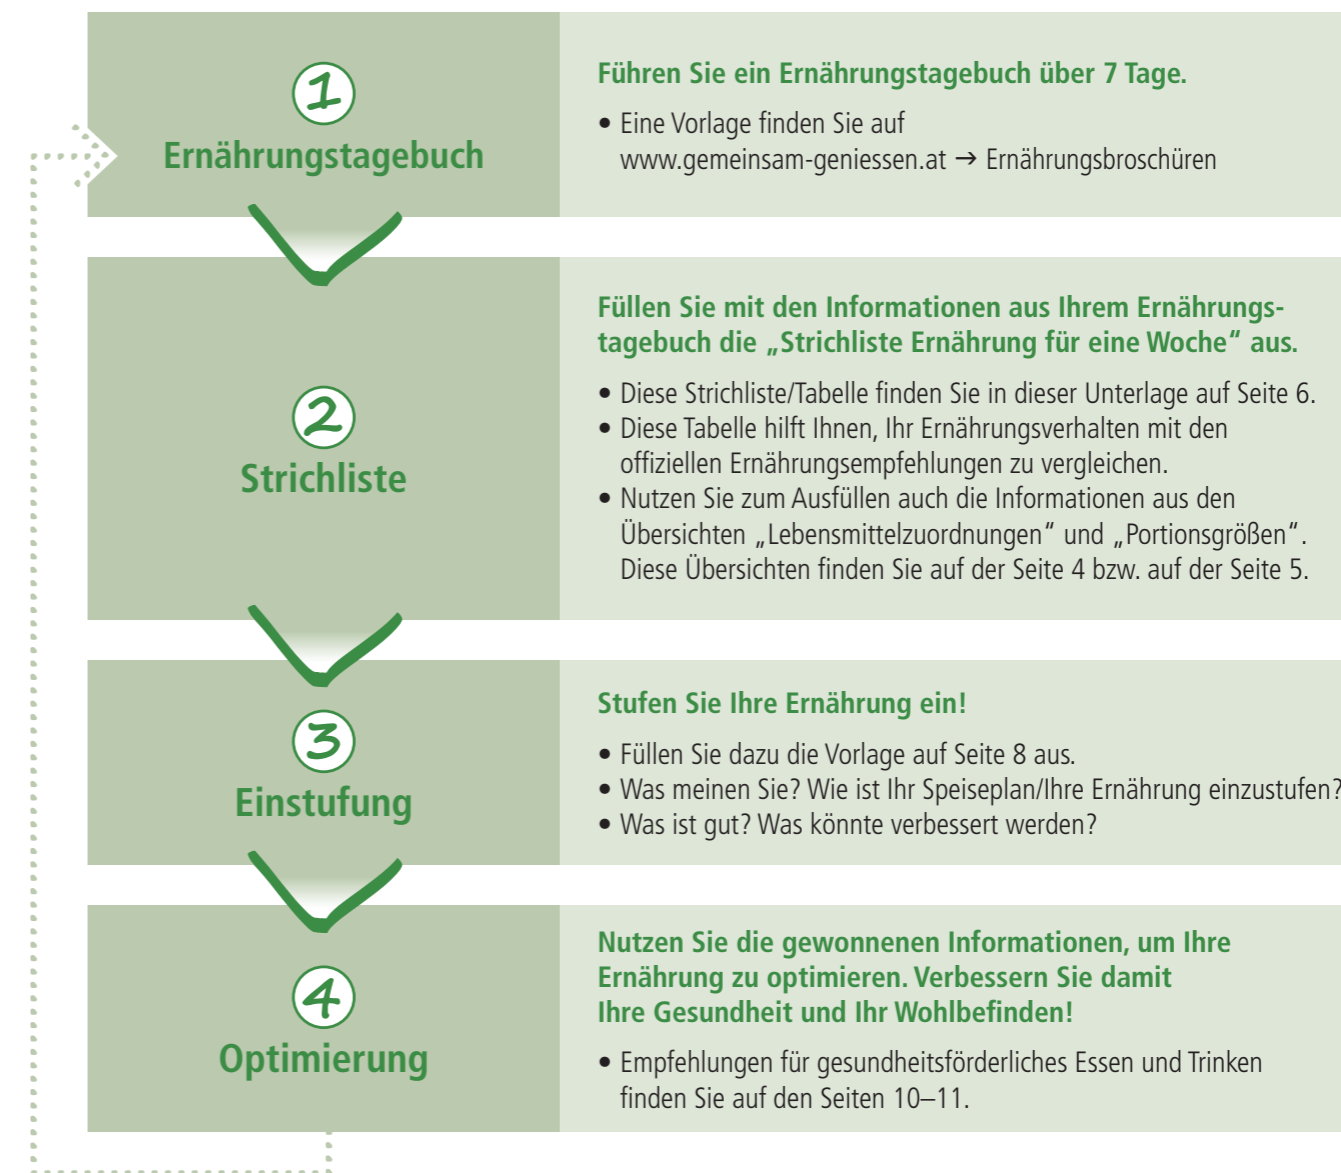 1
Ernährungstagebuch
Führen Sie ein Ernährungstagebuch über 7 Tage.
• Eine Vorlage finden Sie auf
www.gemeinsam-geniessen.at → Ernährungsbroschüren
2
Strichliste
Füllen Sie mit den Informationen aus Ihrem Ernährungs-
tagebuch die „Strichliste Ernährung für eine Woche“ aus.
• Diese Strichliste/Tabelle finden Sie in dieser Unterlage auf Seite 6.
• Diese Tabelle hilft Ihnen, Ihr Ernährungsverhalten mit den
offiziellen Ernährungsempfehlungen zu vergleichen.
• Nutzen Sie zum Ausfüllen auch die Informationen aus den
Übersichten „Lebensmittelzuordnungen“ und „Portionsgrößen“.
Diese Übersichten finden Sie auf der Seite 4 bzw. auf der Seite 5.
3
Einstufung
Stufen Sie Ihre Ernährung ein!
• Füllen Sie dazu die Vorlage auf Seite 8 aus.
• Was meinen Sie? Wie ist Ihr Speiseplan/Ihre Ernährung einzustufen?
• Was ist gut? Was könnte verbessert werden?
4
Optimierung
Nutzen Sie die gewonnenen Informationen, um Ihre
Ernährung zu optimieren. Verbessern Sie damit
Ihre Gesundheit und Ihr Wohlbefinden!
• Empfehlungen für gesundheitsförderliches Essen und Trinken
finden Sie auf den Seiten 10–11.